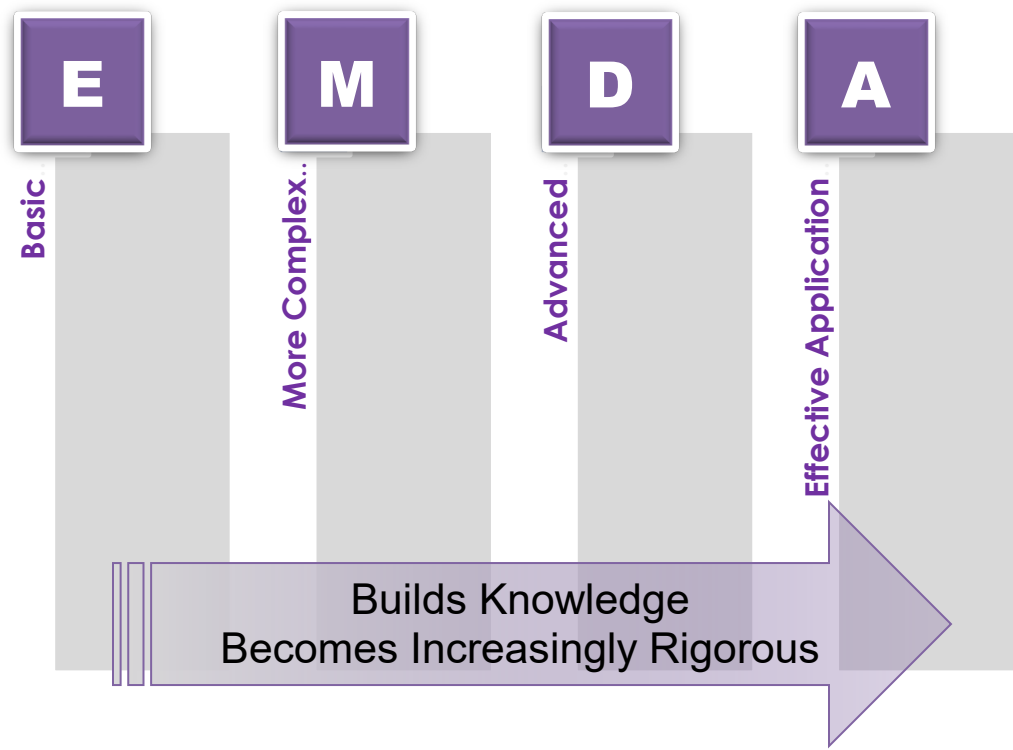 E
M
D
A
Basic..
More Complex..
Advanced..
Effective Application..
Builds Knowledge
Becomes Increasingly Rigorous